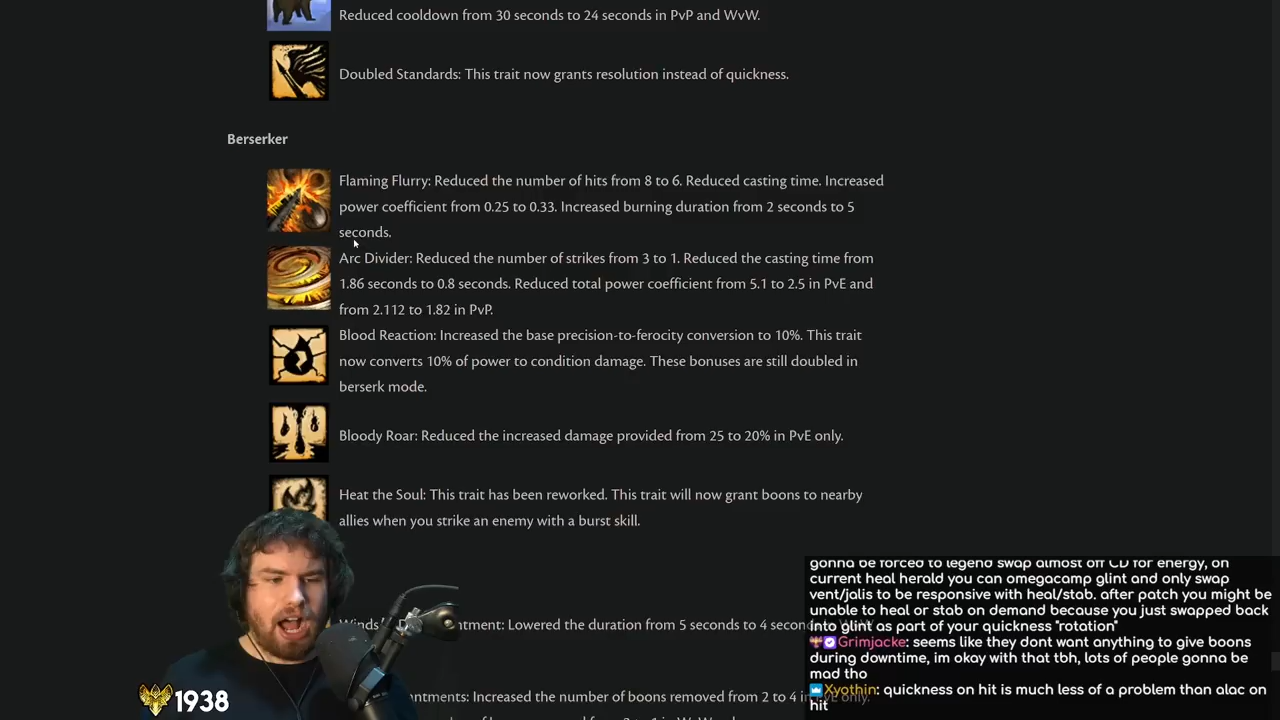 Reduced cooldown from 30 seconds to 24 seconds in PvP and WvW.
Doubled Standards: This trait now grants resolution instead of quickness.
Berserker
Flaming Flurry: Reduced the number of hits from 8 to 6. Reduced casting time. Increased
power coefficient from 0.25 to 0.33. Increased burning duration from 2 seconds to 5
seconds.
Arc Divider: Reduced the number of strikes from 3 to 1. Reduced the casting time from
1.86 seconds to 0.8 seconds. Reduced total power coefficient from 5.1 to 2.5 in PvE and
from 2.112 to 1.82 in PvP.
Blood Reaction: Increased the base precision-to-ferocity conversion to 10%. This trait
now converts 10% of power to condition damage. These bonuses are still doubled in
berserk mode.
Bloody Roar: Reduced the increased damage provided from 25 to 20% in PvE only.
Heat the Soul: This trait has been reworked. This trait will now grant boons to nearby
allies when you strike an enemy with a burst skill.
Lowered the duration from 5 seconds to 4
Increased the number of boons removed from 2 to 4
gonna be forced to legend swap almost off CD for energy, on
current heal herald you can omegacamp glint and only swap
vent/jalis to be responsive with heal/stab. after patch you might be
unable to heal or stab on demand because you just swapped back
into glint as part of your quickness "rotation"
Grimjacke: seems like they dont want anything to give boons
during downtime, im okay with that tbh, lots of people gonna be
mad tho
Xyothin: quickness on hit is much less of a problem than alac on
hit
1938